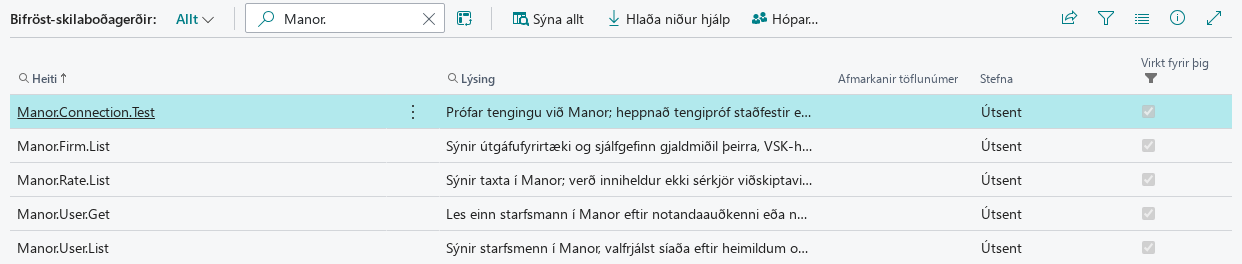 Bifröst-skilaboðagerðir: Allt Manor. Sýna allt Hlaða niður hjálp Hópar...
Heiti ↑ Lýsing Afmarkanir töflunúmer Stefna Virkt fyrir þig
Manor.Connection.Test Prófar tengingu við Manor; heppnað tengipróf staðfestir e... Útsent
Manor.Firm.List Sýnir útgáfufyrirtæki og sjálfgefinn gjaldmiðil þeirra, VSK-h... Útsent
Manor.Rate.List Sýnir taxta í Manor; verð inniheldur ekki sérkjör viðskiptavi... Útsent
Manor.User.Get Les einn starfsmann í Manor eftir notandaauðkenni eða n... Útsent
Manor.User.List Sýnir starfsmenn í Manor, valfrjálst síaða eftir heimildum o... Útsent